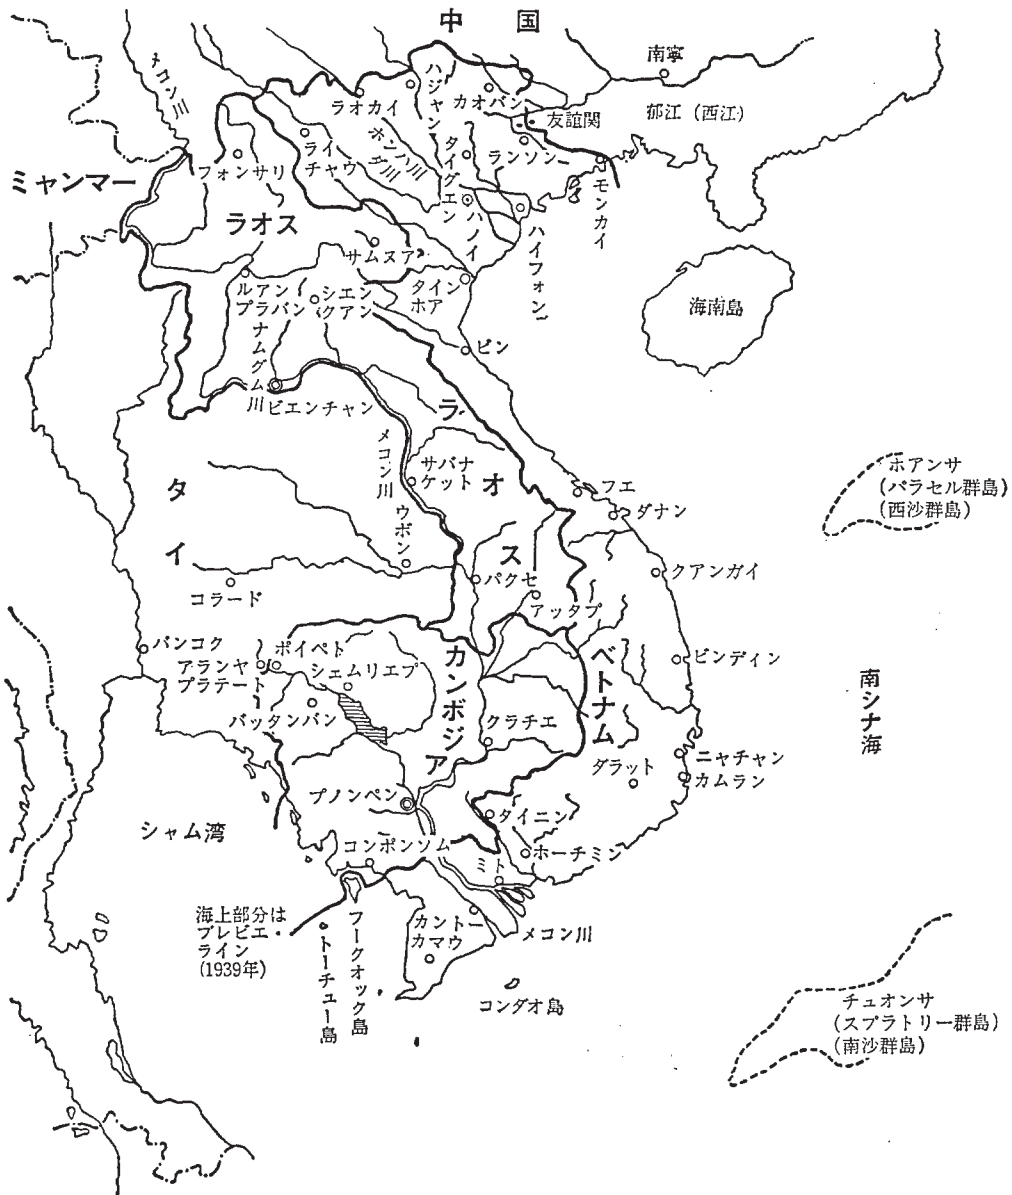 中国
南寧
メコン川
ハジャン
ラオカイ
カオバン
友誼関
郁江（西江）
ホンハ川
ダ川
タイグエン
ライ
チャウ
ランソン
フォンサリ
ミャンマー
モンカイ
ハノイ
ハイフォン
ラオス
サムヌア
タイン
ホア
ルアン
プラバン
シエン
クアン
海南島
ナムグム川
ビン
ビエンチャン
ラオス
メコン川
サバナ
ケット
ホアンサ
(パラセル群島)
(西沙群島)
タイ
フエ
ダナン
ウボン
パクセ
クアンガイ
コラード
アッタプ
バンコク
ポイペト
アランヤ
プラテート
シェムリエプ
カンボジア
ベトナム
ビンディン
南シナ海
バッタンバン
クラチエ
ニャチャン
ダラット
カムラン
プノンペン
タイニン
シャム湾
コンポンソム
ホーチミン
ミト
海上部分は
ブレビエ・
ライン
(1939年)
フークオック島
トーチュー島
カントー
カマウ
メコン川
コンダオ島
チュオンサ
(スプラトリー群島)
(南沙群島)